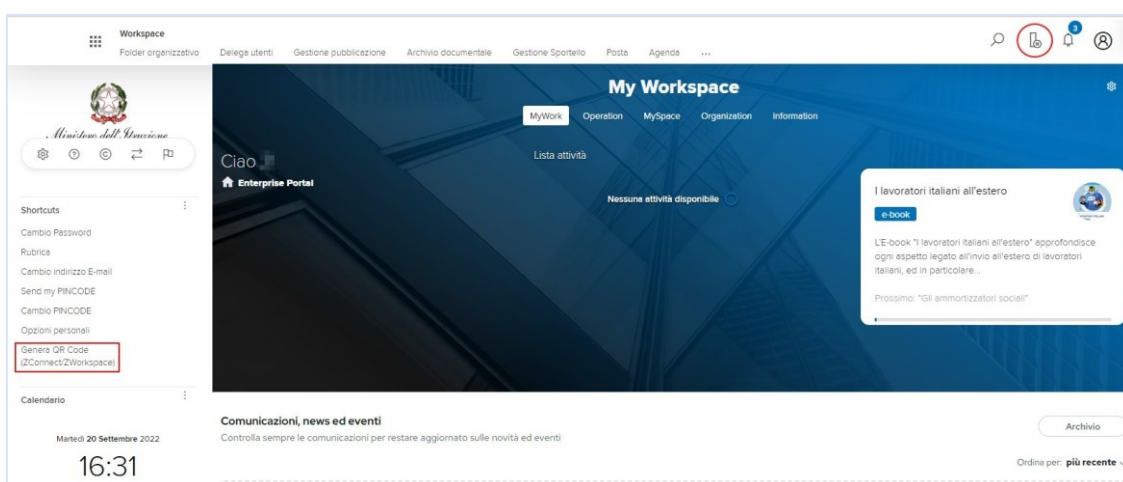 Workspace
Folder organizzativo Delega utenti Gestione pubblicazione Archivio documentale Gestione Sportello Posta Agenda ...
3
Ministero dell'Istruzione
My Workspace
MyWork Operation MySpace Organization Information
Ciao
Lista attività
Enterprise Portal
Nessuna attività disponibile
I lavoratori italiani all'estero
e-book
L'E-book "I lavoratori italiani all'estero" approfondisce
ogni aspetto legato all'invio all'estero di lavoratori
italiani, ed in particolare...
Prossimo: "Gli ammortizzatori sociali"
Shortcuts
Cambio Password
Rubrica
Cambio indirizzo E-mail
Send my PINCODE
Cambio PINCODE
Opzioni personali
Genera QR Code
(ZConnect/ZWorkspace)
Calendario
Martedì 20 Settembre 2022
16:31
Comunicazioni, news ed eventi
Controlla sempre le comunicazioni per restare aggiornato sulle novità ed eventi
Archivio
Ordina per: più recente